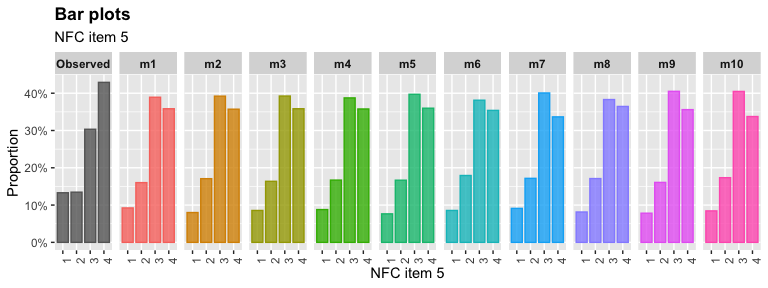 Bar plots
NFC item 5
Observed m1 m2 m3 m4 m5 m6 m7 m8 m9 m10
40%
30%
20%
10%
0%
Proportion
1 2 3 4 1 2 3 4 1 2 3 4 1 2 3 4 1 2 3 4 1 2 3 4 1 2 3 4 1 2 3 4 1 2 3 4 1 2 3 4 1 2 3 4
NFC item 5